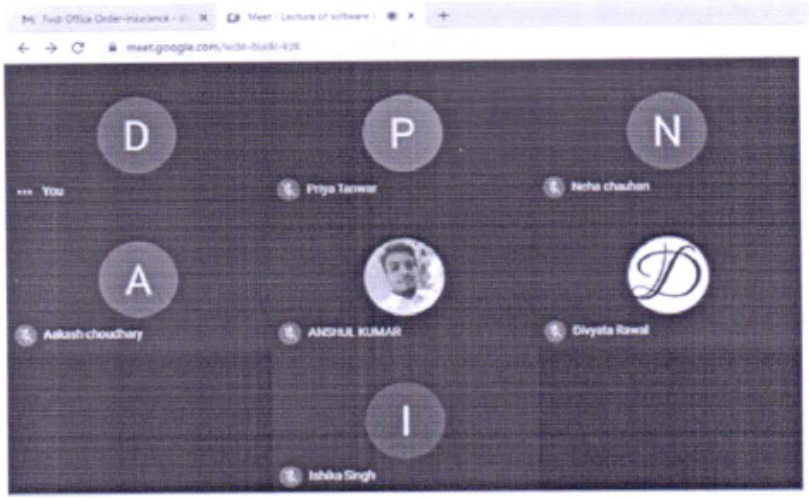 Fwd: Office Order-Insurance -
Meet - Lecture of software
meet.google.com/
D
P
N
You
Priya Tanwar
Neha chauhan
A
D
Aakash choudhary
ANSHUL KUMAR
Divyata Rawal
I
Ishika Singh